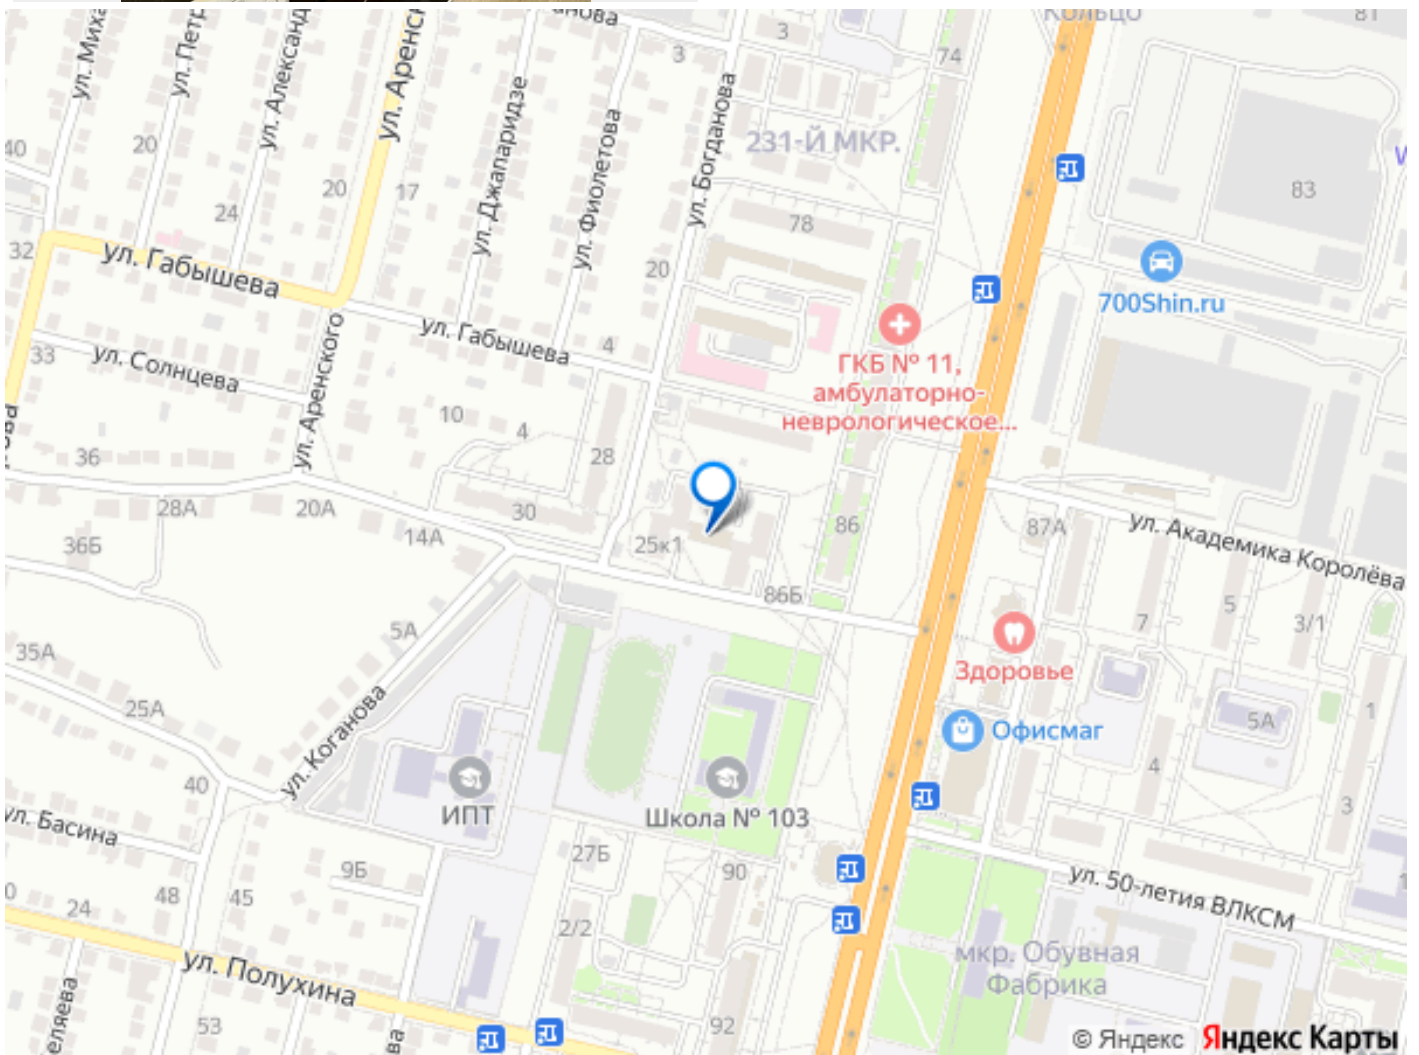 Кольцо
81
3
3
74
ул. Петр
ул. Александ
ул. Аренск
ул. Джапаридзе
ул. Фиолетова
ул. Богданова
231-Й МКР.
40
20
20
17
83
24
78
32
ул. Габышева
20
700Shin.ru
ул. Габышева
4
33
ул. Солнцева
ул. Аренского
ГКБ № 11,
амбулаторно-
неврологическое...
10
4
36
28
28А
20А
30
86
87А
ул. Академика Королёва
14А
36Б
25к1
86Б
5
7
3/1
5А
35А
Здоровье
25А
ул. Коганова
Офисмаг
5А
1
40
4
ИПТ
Школа № 103
3
ул. Басина
27Б
9Б
90
ул. 50-летия ВЛКСМ
48
45
24
2/2
ул. Полухина
мкр. Обувная
Фабрика
53
92
© Яндекс Яндекс Карты